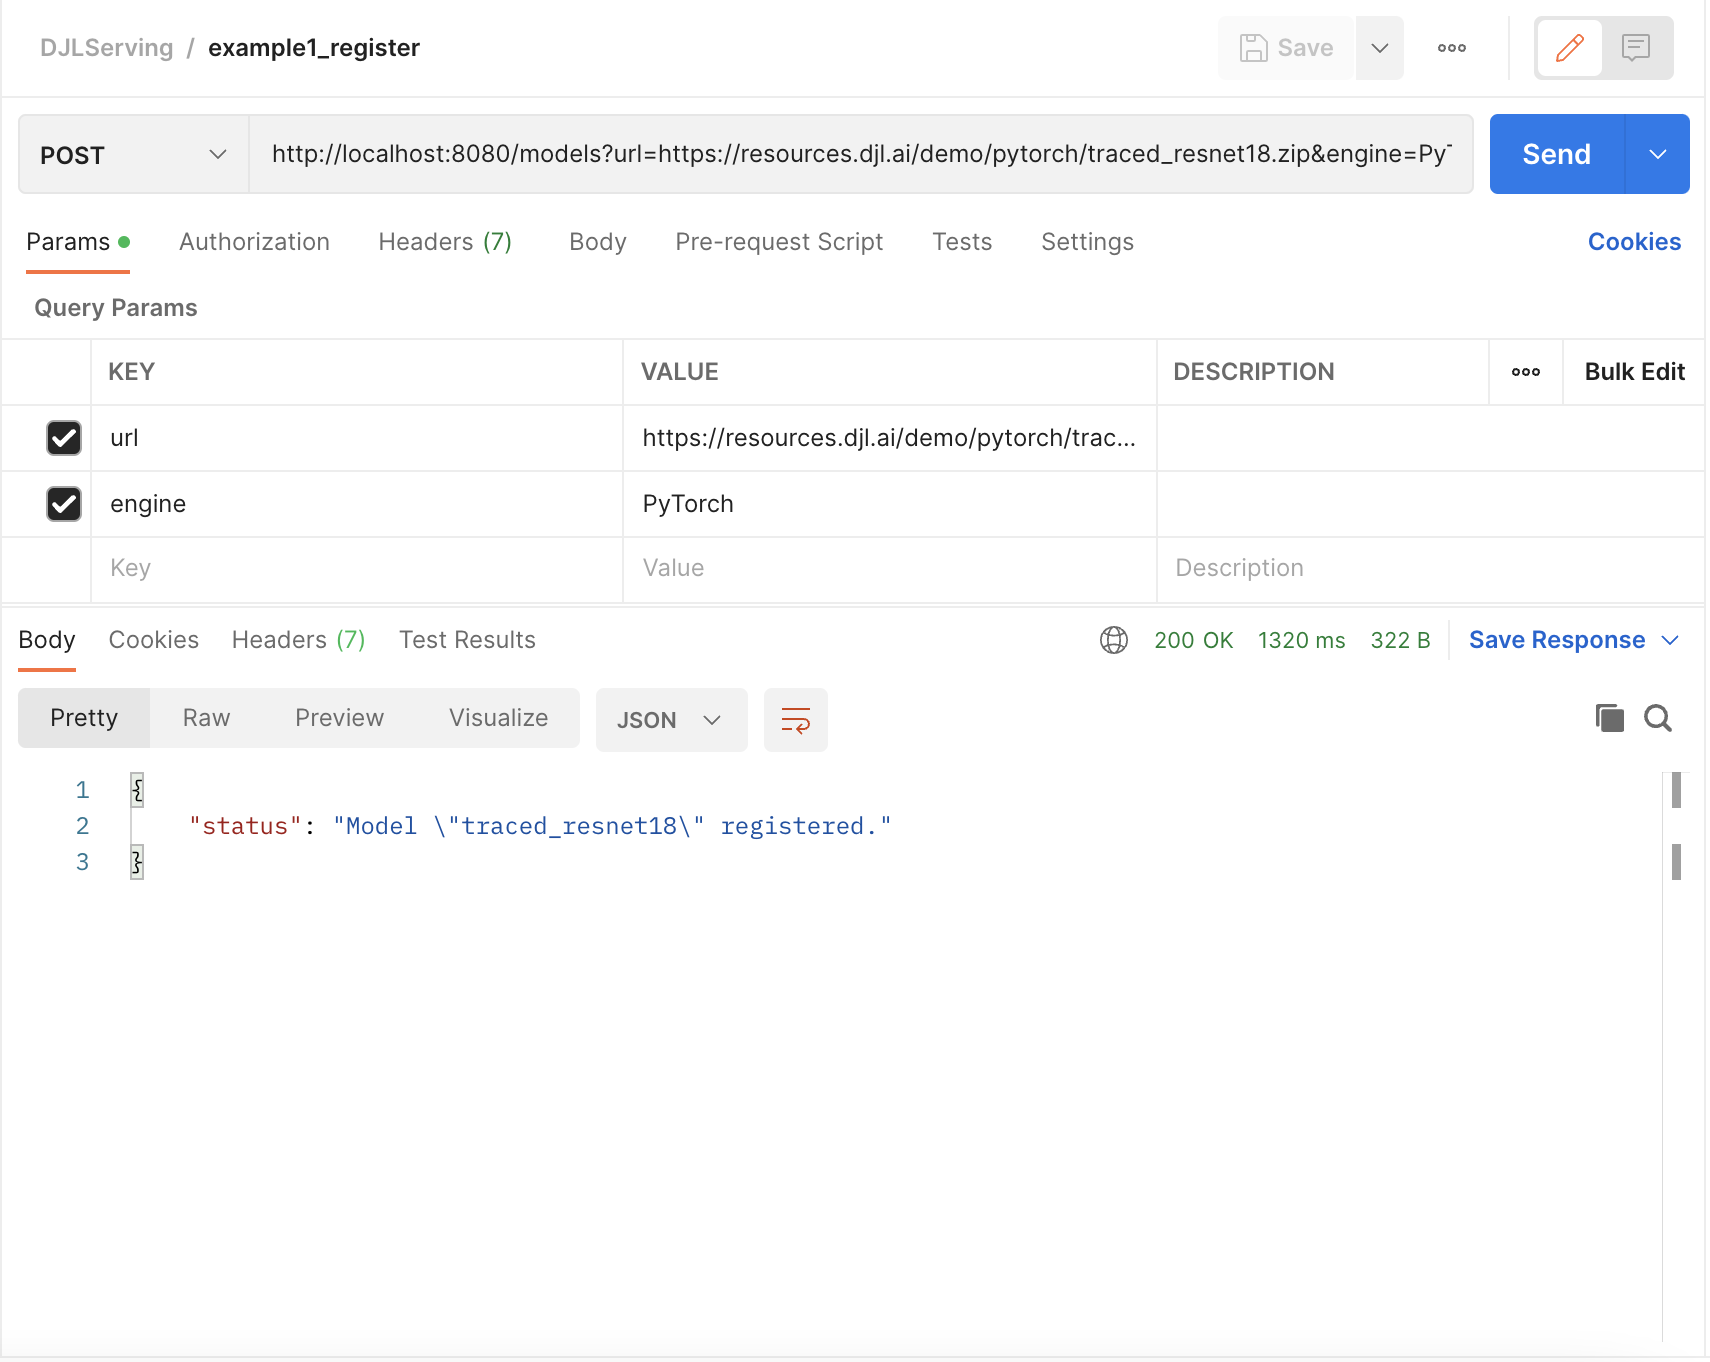 DJLServing / example1_register
Save
POST
http://localhost:8080/models?url=https://resources.djl.ai/demo/pytorch/traced_resnet18.zip&engine=PyT
Send
Params Authorization Headers (7) Body Pre-request Script Tests Settings Cookies
Query Params
KEY VALUE DESCRIPTION ooo Bulk Edit
url https://resources.djl.ai/demo/pytorch/trac...
engine PyTorch
Key Value Description
Body Cookies Headers (7) Test Results 200 OK 1320 ms 322 B Save Response
Pretty Raw Preview Visualize JSON
1 {
2 "status": "Model \"traced_resnet18\" registered."
3 }